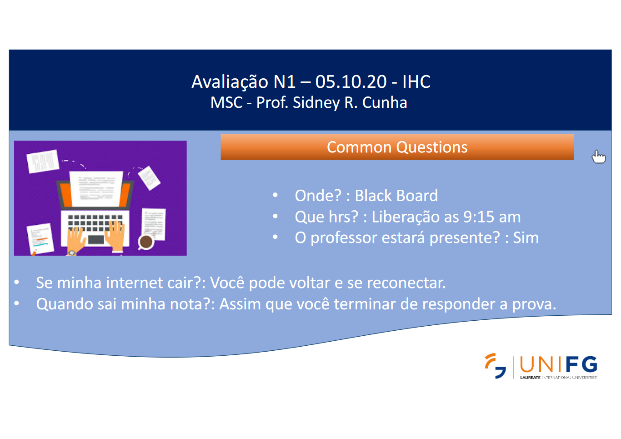 Avaliação N1 – 05.10.20 - IHC
MSC - Prof. Sidney R. Cunha
Common Questions
• Onde? : Black Board
• Que hrs? : Liberação as 9:15 am
• O professor estará presente? : Sim
• Se minha internet cair?: Você pode voltar e se reconectar.
• Quando sai minha nota?: Assim que você terminar de responder a prova.
UNIFG
LAUREATE INTERNATIONAL UNIVERSITIES